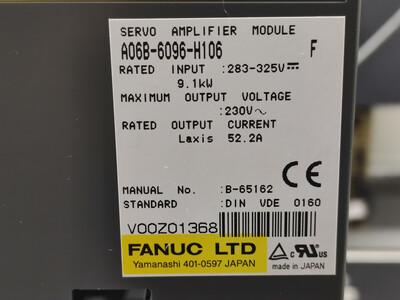 SERVO AMPLIFIER MODULE
A06B-6096-H106 F
RATED INPUT :283-325V⎓
9.1kW
MAXIMUM OUTPUT VOLTAGE
:230V~
RATED OUTPUT CURRENT
Laxis 52.2A
CE
MANUAL No. :B-65162
STANDARD :DIN VDE 0160
V00Z01368
FANUC LTD
Yamanashi 401-0597 JAPAN
c RU US
made in JAPAN